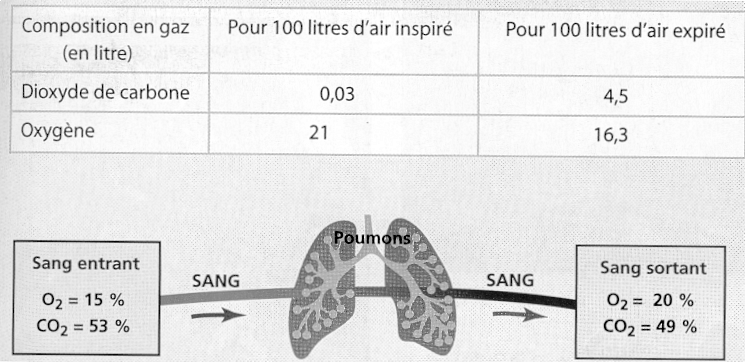 Composition en gaz
(en litre)
Pour 100 litres d'air inspiré
Pour 100 litres d'air expiré
Dioxyde de carbone
0,03
4,5
Oxygène
21
16,3
Poumons
Sang entrant
O₂ = 15 %
CO₂ = 53 %
SANG
SANG
Sang sortant
O₂ = 20 %
CO₂ = 49 %